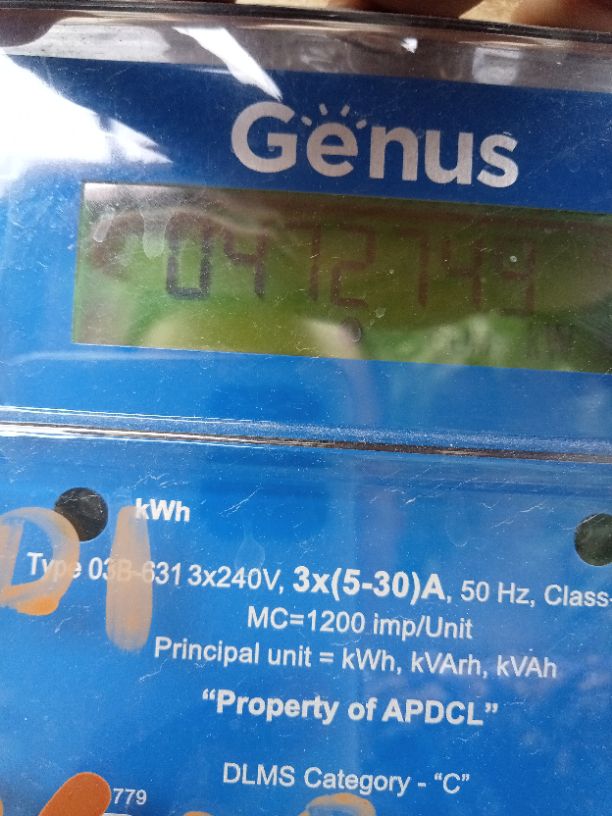 Genus
kWh
Type 03B-631 3x240V, 3x(5-30)A, 50 Hz, Class-
MC=1200 imp/Unit
Principal unit = kWh, kVArh, kVAh
“Property of APDCL”
DLMS Category - “C”
779